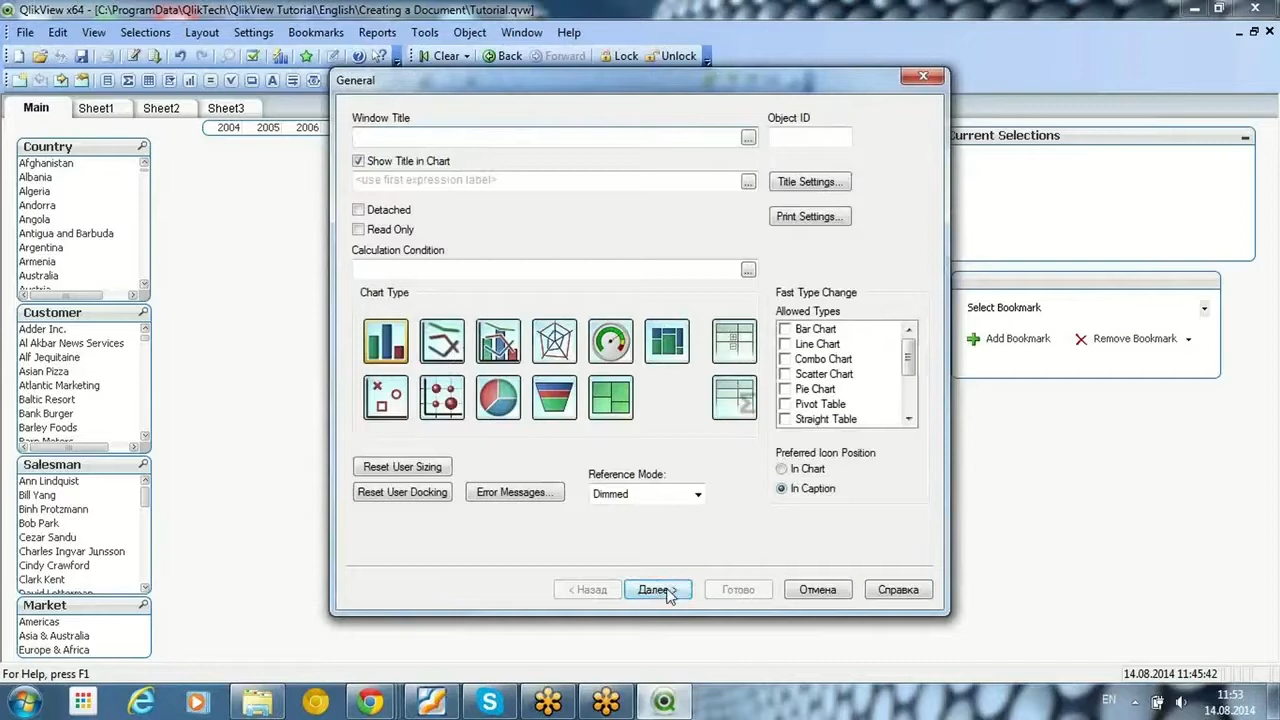 QlikView x64 - [C:\ProgramData\QlikTech\QlikView Tutorial\English\Creating a Document\Tutorial.qvw]
File Edit View Selections Layout Settings Bookmarks Reports Tools Object Window Help
Clear Back Forward Lock Unlock
Main Sheet1 Sheet2 Sheet3
2004 2005 2006
Country
Afghanistan
Albania
Algeria
Andorra
Angola
Antigua and Barbuda
Argentina
Armenia
Australia
Customer
Adder Inc.
Al Akbar News Services
Alf Jequitaine
Asian Pizza
Atlantic Marketing
Baltic Resort
Bank Burger
Barley Foods
Salesman
Ann Lindquist
Bill Yang
Binh Protzmann
Bob Park
Cezar Sandu
Charles Ingvar Junsson
Cindy Crawford
Clark Kent
Market
Americas
Asia & Australia
Europe & Africa
General
Window Title
Object ID
...
Show Title in Chart
<use first expression label>
...
Title Settings...
Detached
Print Settings...
Read Only
Calculation Condition
...
Chart Type
Fast Type Change
Allowed Types
Bar Chart
Line Chart
Combo Chart
Scatter Chart
Pie Chart
Pivot Table
Straight Table
Preferred Icon Position
In Chart
In Caption
Reset User Sizing
Reset User Docking
Error Messages...
Reference Mode:
Dimmed
< Назад
Далее >
Готово
Отмена
Справка
Current Selections
Select Bookmark
Add Bookmark
Remove Bookmark
For Help, press F1
14.08.2014 11:45:42
EN
11:53
14.08.2014